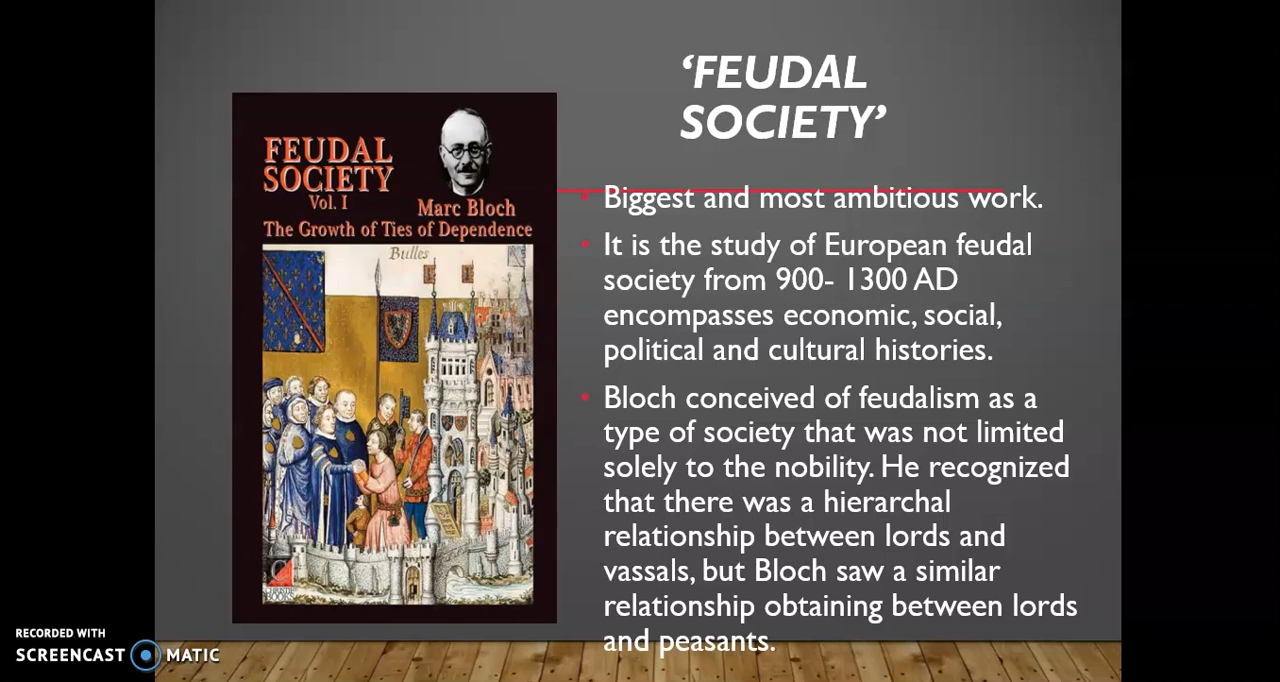 ‘FEUDAL
SOCIETY’
FEUDAL
SOCIETY
Vol. I
Marc Bloch
The Growth of Ties of Dependence
Bulles
• Biggest and most ambitious work.
• It is the study of European feudal
society from 900- 1300 AD
encompasses economic, social,
political and cultural histories.
• Bloch conceived of feudalism as a
type of society that was not limited
solely to the nobility. He recognized
that there was a hierarchal
relationship between lords and
vassals, but Bloch saw a similar
relationship obtaining between lords
and peasants.
RECORDED WITH
SCREENCAST MATIC